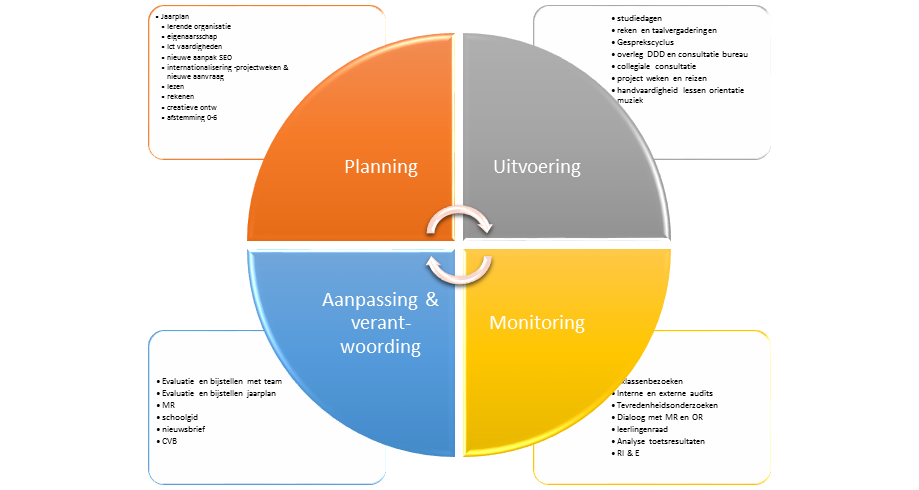 • Jaarplan
• lerende organisatie
• eigenaarsschap
• Ict vaardigheden
• nieuwe aanpak SEO
• internationalisering -projectweken &
nieuwe aanvraag
• lezen
• rekenen
• creatieve ontw
• afstemming 0-6
• studiedagen
• reken en taalvergaderingen
• Gesprekscyclus
• overleg DDD en consultatie bureau
• collegiale consultatie
• project weken en reizen
• handvaardigheid lessen orientatie
muziek
Planning
Uitvoering
Aanpassing &
verant-
woording
Monitoring
• Evaluatie en bijstellen met team
• Evaluatie en bijstellen jaarplan
• MR
• schoolgid
• nieuwsbrief
• CVB
klassenbezoeken
• Interne en externe audits
• Tevredenheidsonderzoeken
• Dialoog met MR en OR
• leerlingenraad
• Analyse toetsresultaten
• RI & E